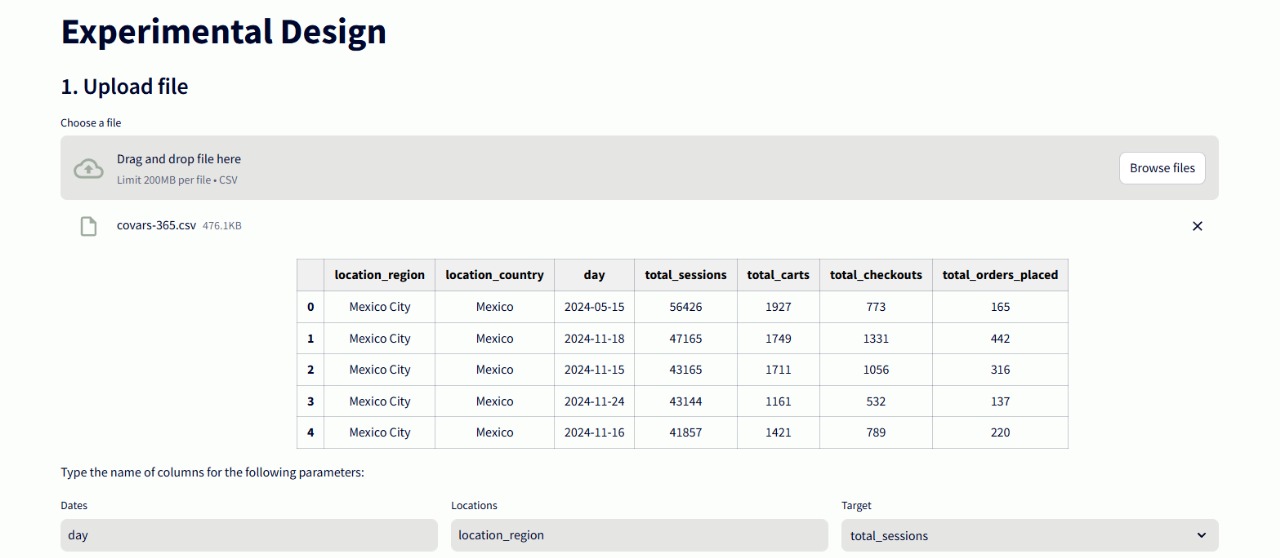 Experimental Design
1. Upload file
Choose a file
Drag and drop file here
Limit 200MB per file • CSV
Browse files
covars-365.csv 476.1KB
location_region location_country day total_sessions total_carts total_checkouts total_orders_placed
0 Mexico City Mexico 2024-05-15 56426 1927 773 165
1 Mexico City Mexico 2024-11-18 47165 1749 1331 442
2 Mexico City Mexico 2024-11-15 43165 1711 1056 316
3 Mexico City Mexico 2024-11-24 43144 1161 532 137
4 Mexico City Mexico 2024-11-16 41857 1421 789 220
Type the name of columns for the following parameters:
Dates Locations Target
day location_region total_sessions